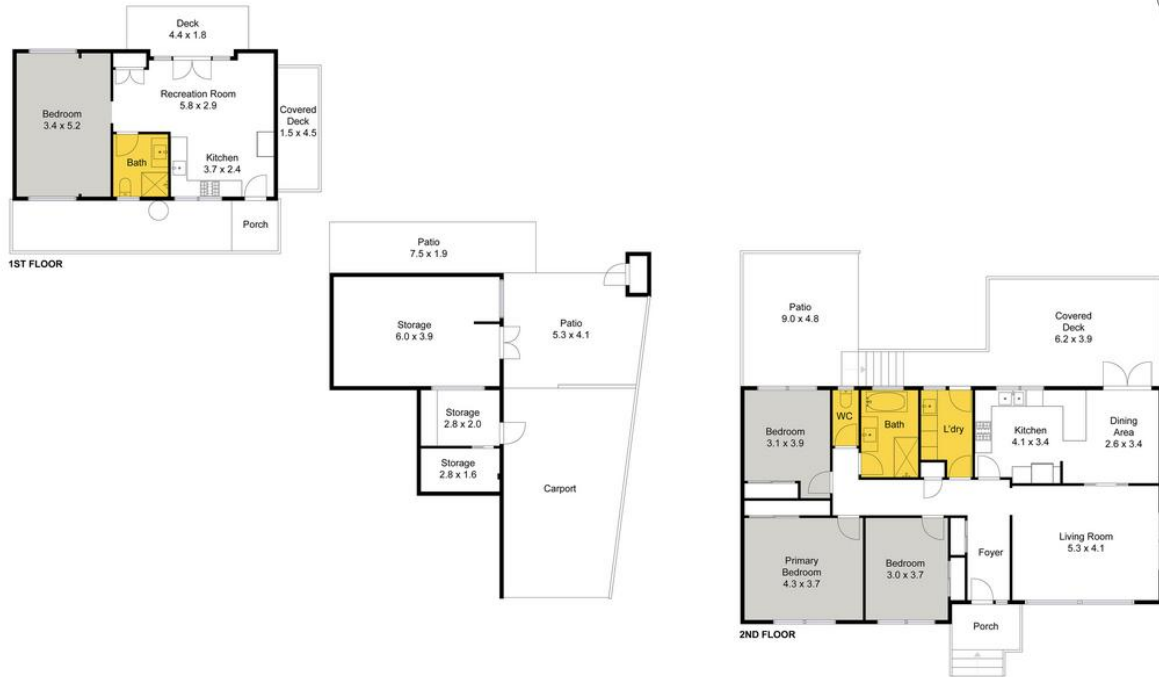 Deck
4.4 x 1.8
Bedroom
3.4 x 5.2
Recreation Room
5.8 x 2.9
Covered
Deck
1.5 x 4.5
Bath
Kitchen
3.7 x 2.4
Porch
1ST FLOOR
Patio
7.5 x 1.9
Storage
6.0 x 3.9
Patio
5.3 x 4.1
Storage
2.8 x 2.0
Storage
2.8 x 1.6
Carport
Patio
9.0 x 4.8
Covered
Deck
6.2 x 3.9
Bedroom
3.1 x 3.9
WC
Bath
L'dry
Kitchen
4.1 x 3.4
Dining
Area
2.6 x 3.4
Primary
Bedroom
4.3 x 3.7
Bedroom
3.0 x 3.7
Foyer
Living Room
5.3 x 4.1
Porch
2ND FLOOR